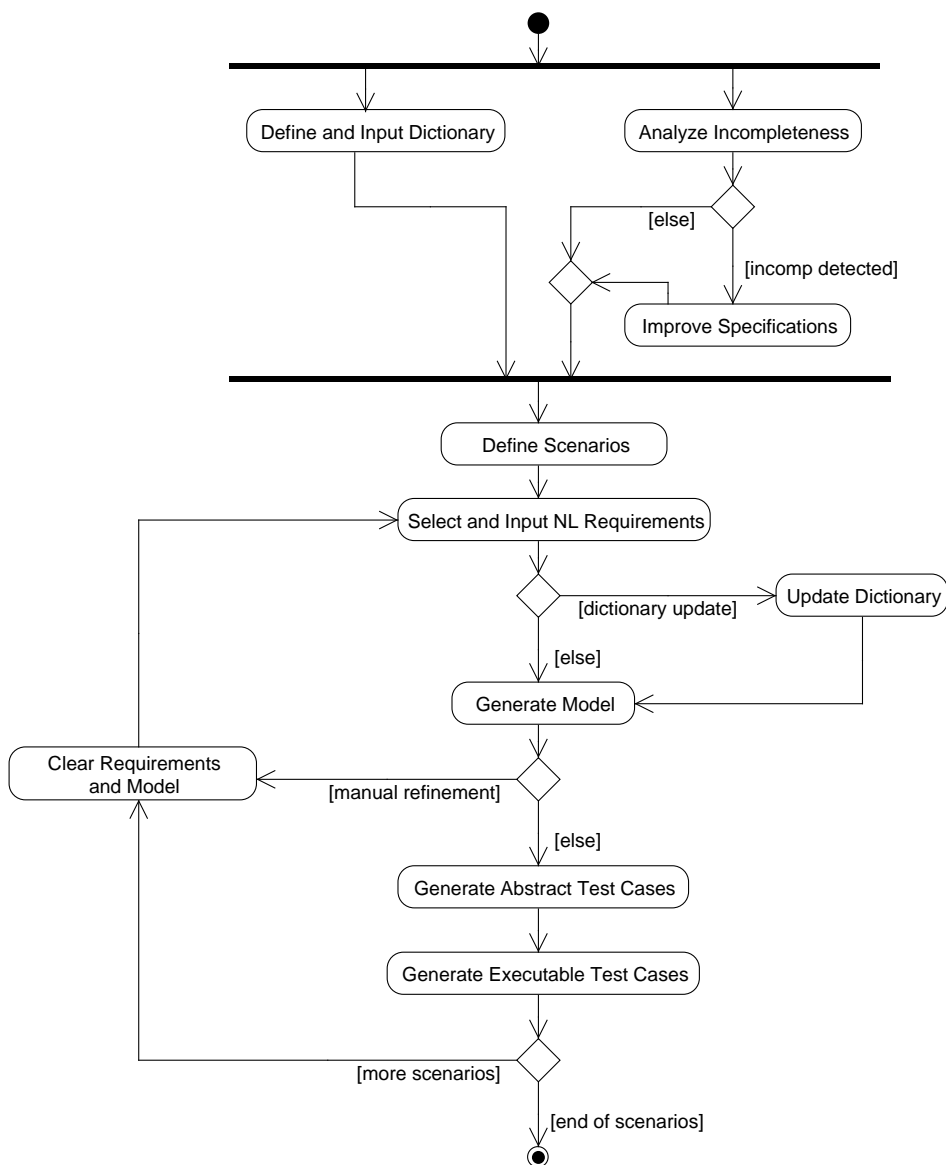 Define and Input Dictionary
Analyze Incompleteness
[else]
[incomp detected]
Improve Specifications
Define Scenarios
Select and Input NL Requirements
[dictionary update]
Update Dictionary
[else]
Generate Model
Clear Requirements
and Model
[manual refinement]
[else]
Generate Abstract Test Cases
Generate Executable Test Cases
[more scenarios]
[end of scenarios]